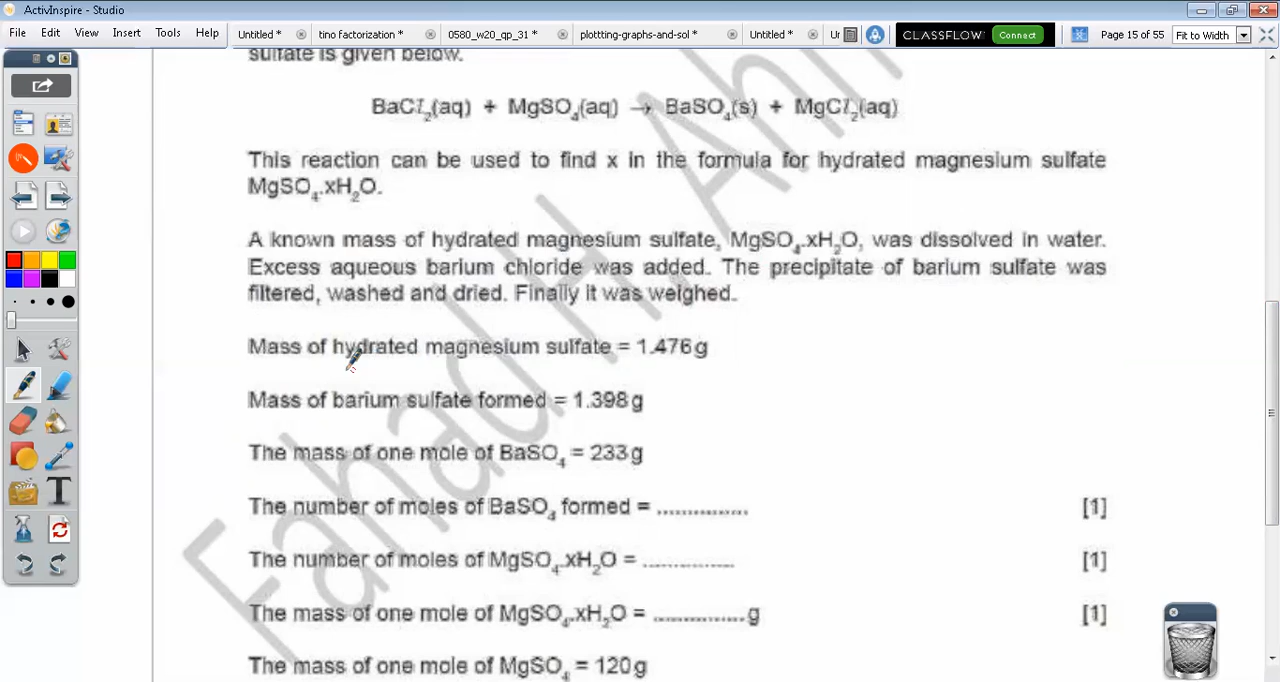 ActivInspire - Studio
File Edit View Insert Tools Help
Untitled * tino factorization * 0580_w20_qp_31 * plottting-graphs-and-sol * Untitled * Ur CLASSFLOW Connect Page 15 of 55 Fit to Width
sulfate is given below.
BaCl₂(aq) + MgSO₄(aq) → BaSO₄(s) + MgCl₂(aq)
This reaction can be used to find x in the formula for hydrated magnesium sulfate
MgSO₄.xH₂O.
A known mass of hydrated magnesium sulfate, MgSO₄.xH₂O, was dissolved in water.
Excess aqueous barium chloride was added. The precipitate of barium sulfate was
filtered, washed and dried. Finally it was weighed.
Mass of hydrated magnesium sulfate = 1.476 g
Mass of barium sulfate formed = 1.398 g
The mass of one mole of BaSO₄ = 233 g
The number of moles of BaSO₄ formed = ............... [1]
The number of moles of MgSO₄.xH₂O = ............... [1]
The mass of one mole of MgSO₄.xH₂O = ............... g [1]
The mass of one mole of MgSO₄ = 120 g
Fahad H